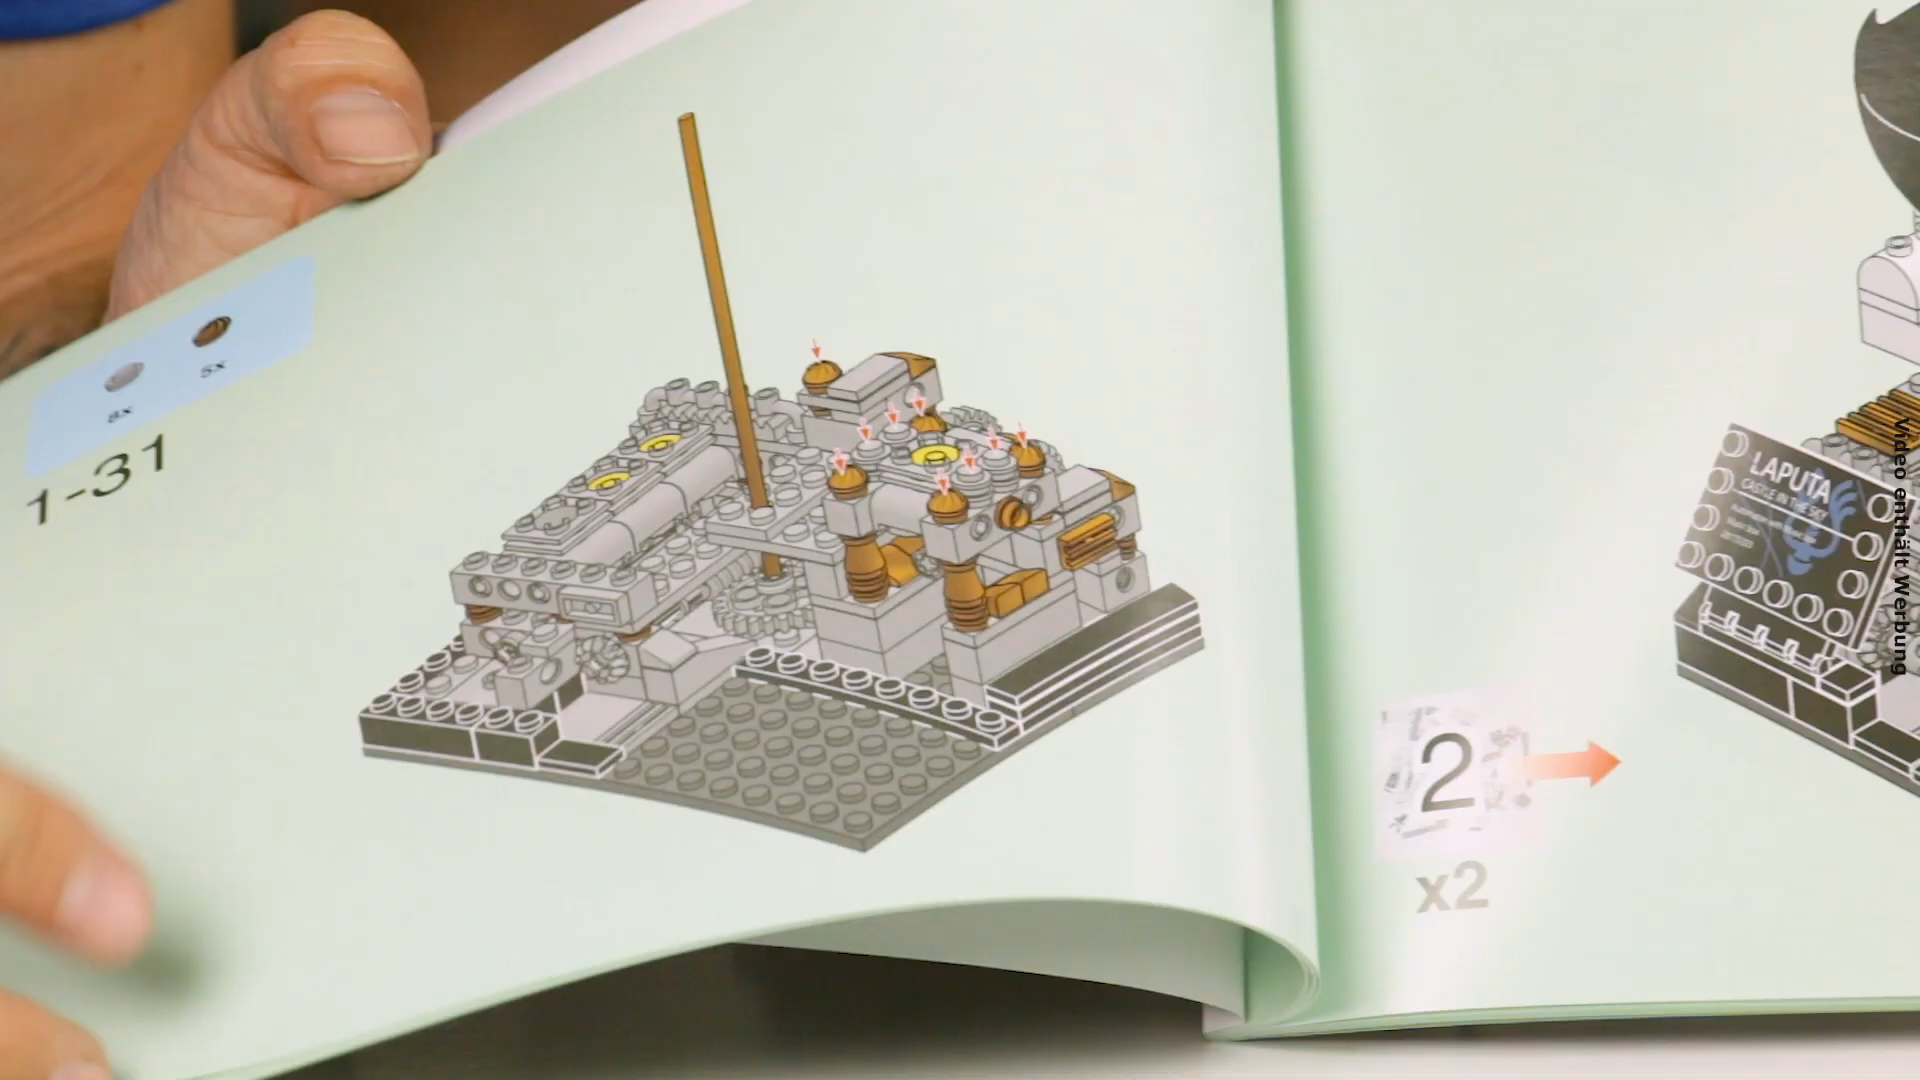 8x
5x
1-31
2
x2
LAPUTA
CASTLE IN THE SKY
Video enthält Werbung